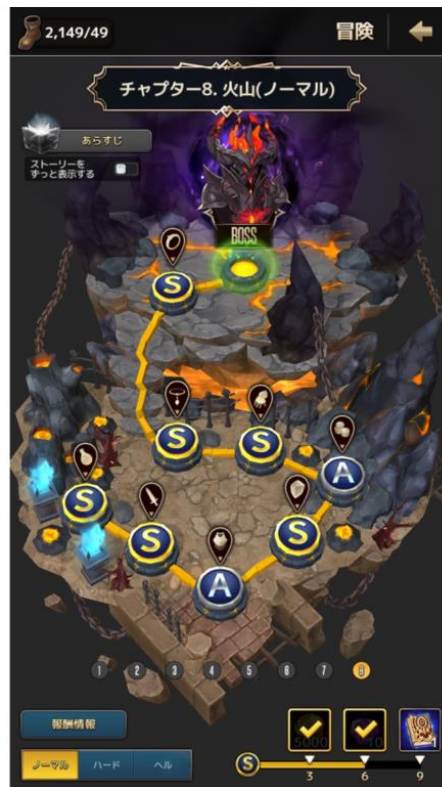 2,149/49
冒険
チャプター8. 火山(ノーマル)
あらすじ
ストーリーを
ずっと表示する
BOSS
S
S
S
A
S
S
S
A
1 2 3 4 5 6 7 8
報酬情報
5000
10
1
ノーマル ハード ヘル
S
3 6 9